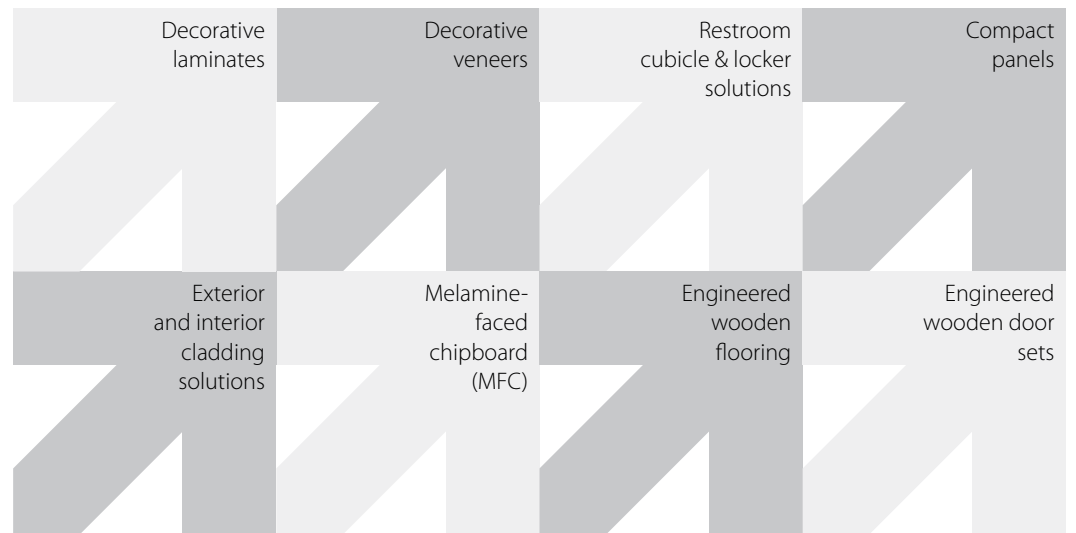 Decorative
laminates
Decorative
veneers
Restroom
cubicle & locker
solutions
Compact
panels
Exterior
and interior
cladding
solutions
Melamine-
faced
chipboard
(MFC)
Engineered
wooden
flooring
Engineered
wooden door
sets